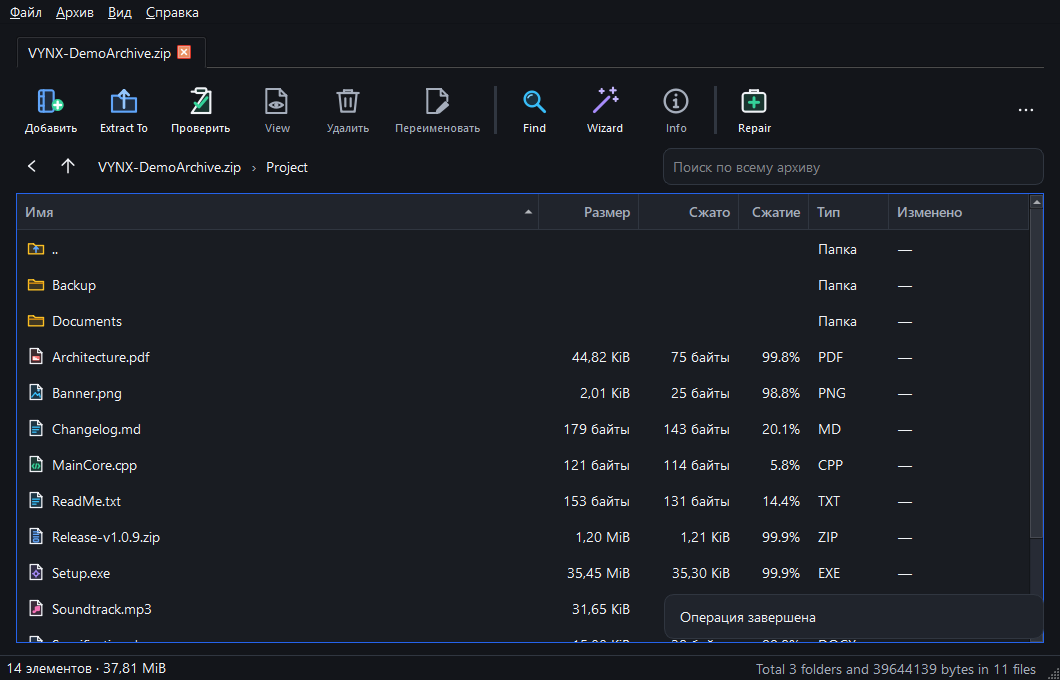 Файл Архив Вид Справка
VYNX-DemoArchive.zip
Добавить Extract To Проверить View Удалить Переименовать Find Wizard Info Repair ...
VYNX-DemoArchive.zip › Project Поиск по всему архиву
Имя Размер Сжато Сжатие Тип Изменено
.. Папка —
Backup Папка —
Documents Папка —
Architecture.pdf 44,82 KiB 75 байты 99.8% PDF —
Banner.png 2,01 KiB 25 байты 98.8% PNG —
Changelog.md 179 байты 143 байты 20.1% MD —
MainCore.cpp 121 байты 114 байты 5.8% CPP —
ReadMe.txt 153 байты 131 байты 14.4% TXT —
Release-v1.0.9.zip 1,20 MiB 1,21 KiB 99.9% ZIP —
Setup.exe 35,45 MiB 35,30 KiB 99.9% EXE —
Soundtrack.mp3 31,65 KiB
Операция завершена
14 элементов · 37,81 MiB Total 3 folders and 39644139 bytes in 11 files